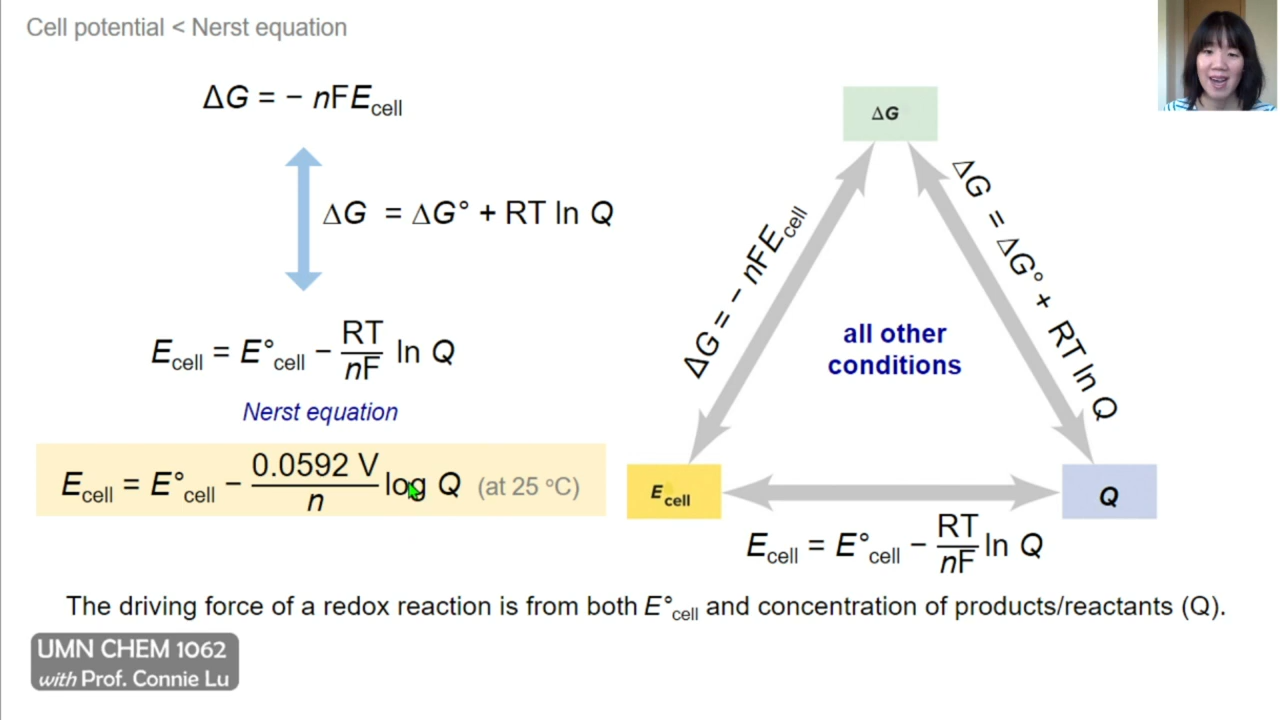 Cell potential < Nerst equation
ΔG = − nFE_cell
ΔG = ΔG° + RT ln Q
E_cell = E°_cell − RT/nF ln Q
Nerst equation
E_cell = E°_cell − 0.0592 V/n log Q (at 25 °C)
ΔG
ΔG = − nFE_cell
ΔG = ΔG° + RT ln Q
all other
conditions
E_cell
Q
E_cell = E°_cell − RT/nF ln Q
The driving force of a redox reaction is from both E°_cell and concentration of products/reactants (Q).
UMN CHEM 1062
with Prof. Connie Lu